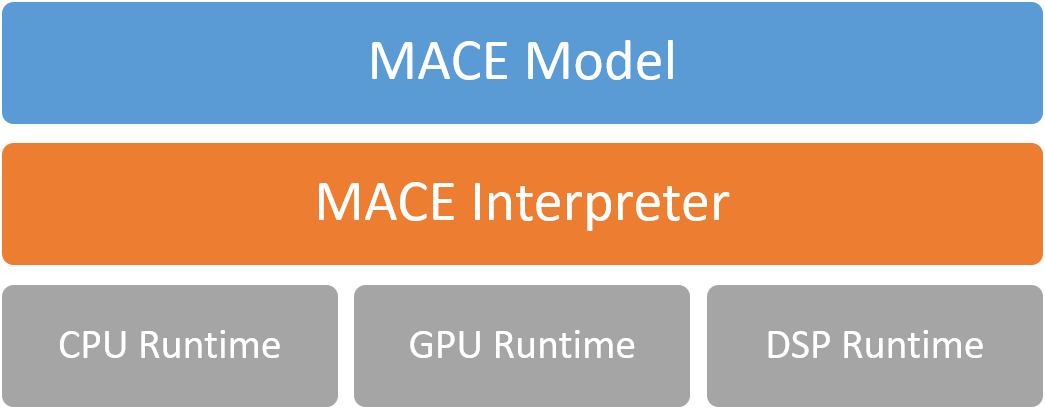 MACE Model
MACE Interpreter
CPU Runtime
GPU Runtime
DSP Runtime